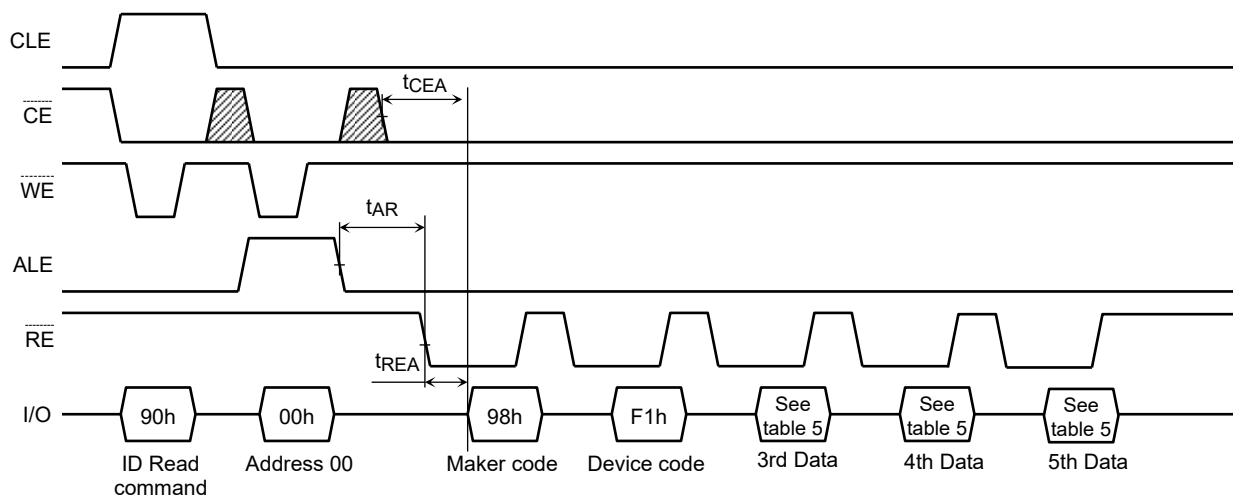 CLE
tCEA
CE
WE
tAR
ALE
RE
tREA
I/O
90h
00h
98h
F1h
See
table 5
See
table 5
See
table 5
ID Read
command
Address 00
Maker code
Device code
3rd Data
4th Data
5th Data